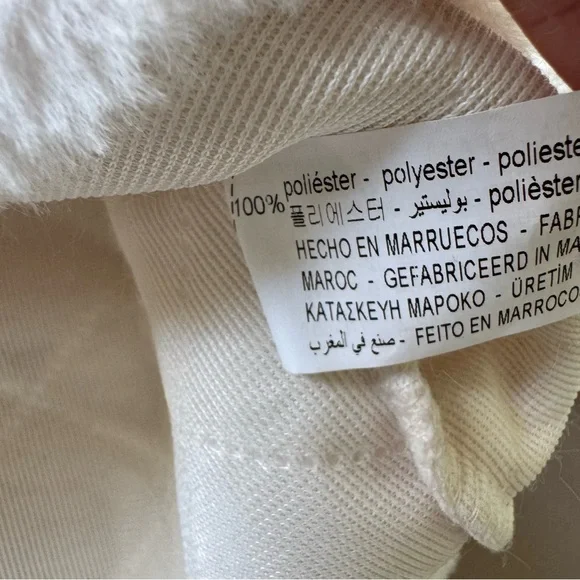 100% poliéster - polyester - polieste
폴리에스터 - بوليستير - polièster
HECHO EN MARRUECOS - FABR
MAROC - GEFABRICEERD IN MA
ΚΑΤΑΣΚΕΥΗ ΜΑΡΟΚΟ - ÜRETİM
صنع في المغرب - FEITO EN MARROCO